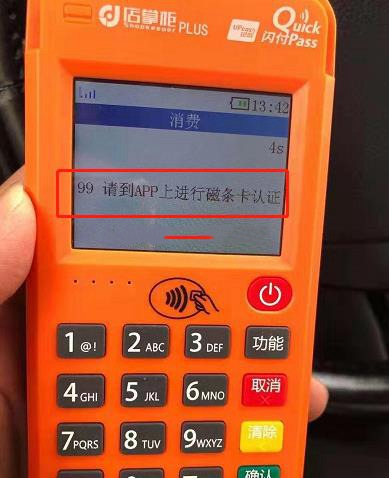 店掌柜 PLUS
Shopkeeper
UPcash
Quick
闪付Pass
13:42
消费
4s
99 请到APP上进行磁条卡认证
1 @!
2 ABC
3 DEF
功能
4 GHI
5 JKL
6 MNO
取消
7 PQRS
8 TUV
9 WXYZ
清除
确认